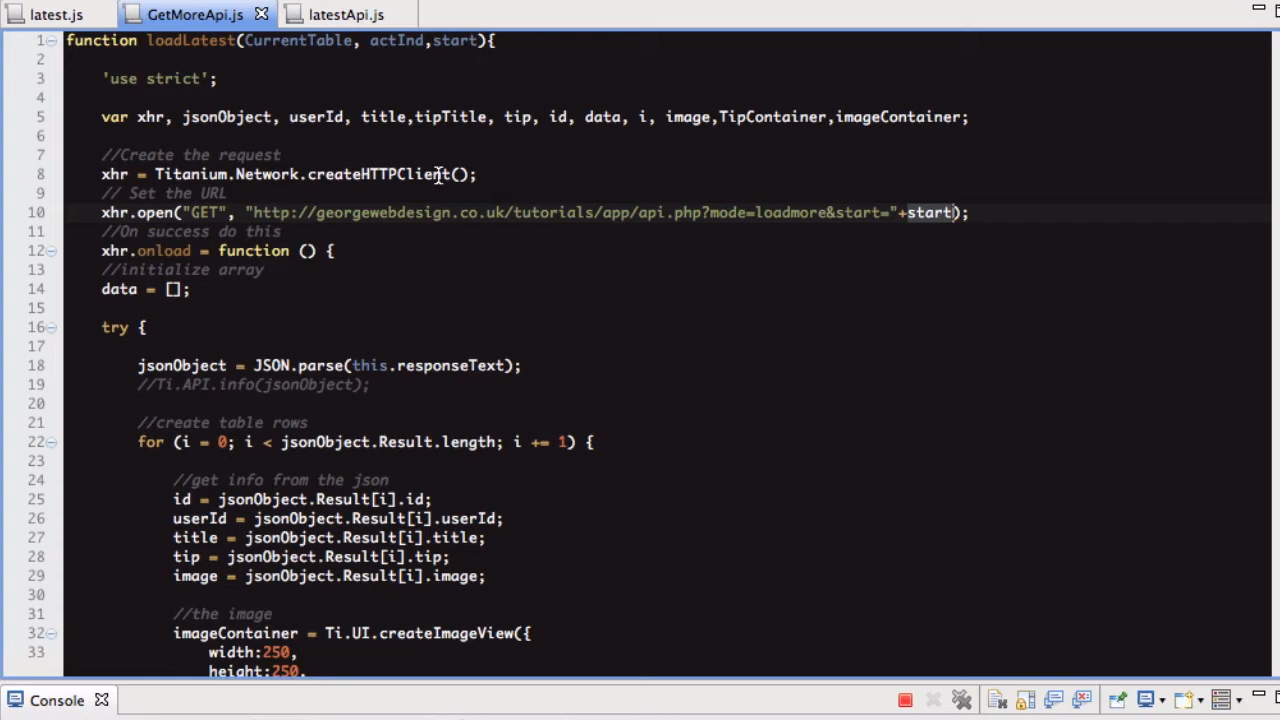 latest.js GetMoreApi.js latestApi.js
1 function loadLatest(CurrentTable, actInd,start){
2
3 'use strict';
4
5 var xhr, jsonObject, userId, title,tipTitle, tip, id, data, i, image,TipContainer,imageContainer;
6
7 //Create the request
8 xhr = Titanium.Network.createHTTPClient();
9 // Set the URL
10 xhr.open("GET", "http://georgewebdesign.co.uk/tutorials/app/api.php?mode=loadmore&start="+start);
11 //On success do this
12 xhr.onload = function () {
13 //initialize array
14 data = [];
15
16 try {
17
18 jsonObject = JSON.parse(this.responseText);
19 //Ti.API.info(jsonObject);
20
21 //create table rows
22 for (i = 0; i < jsonObject.Result.length; i += 1) {
23
24 //get info from the json
25 id = jsonObject.Result[i].id;
26 userId = jsonObject.Result[i].userId;
27 title = jsonObject.Result[i].title;
28 tip = jsonObject.Result[i].tip;
29 image = jsonObject.Result[i].image;
30
31 //the image
32 imageContainer = Ti.UI.createImageView({
33 width:250,
height:250,
Console